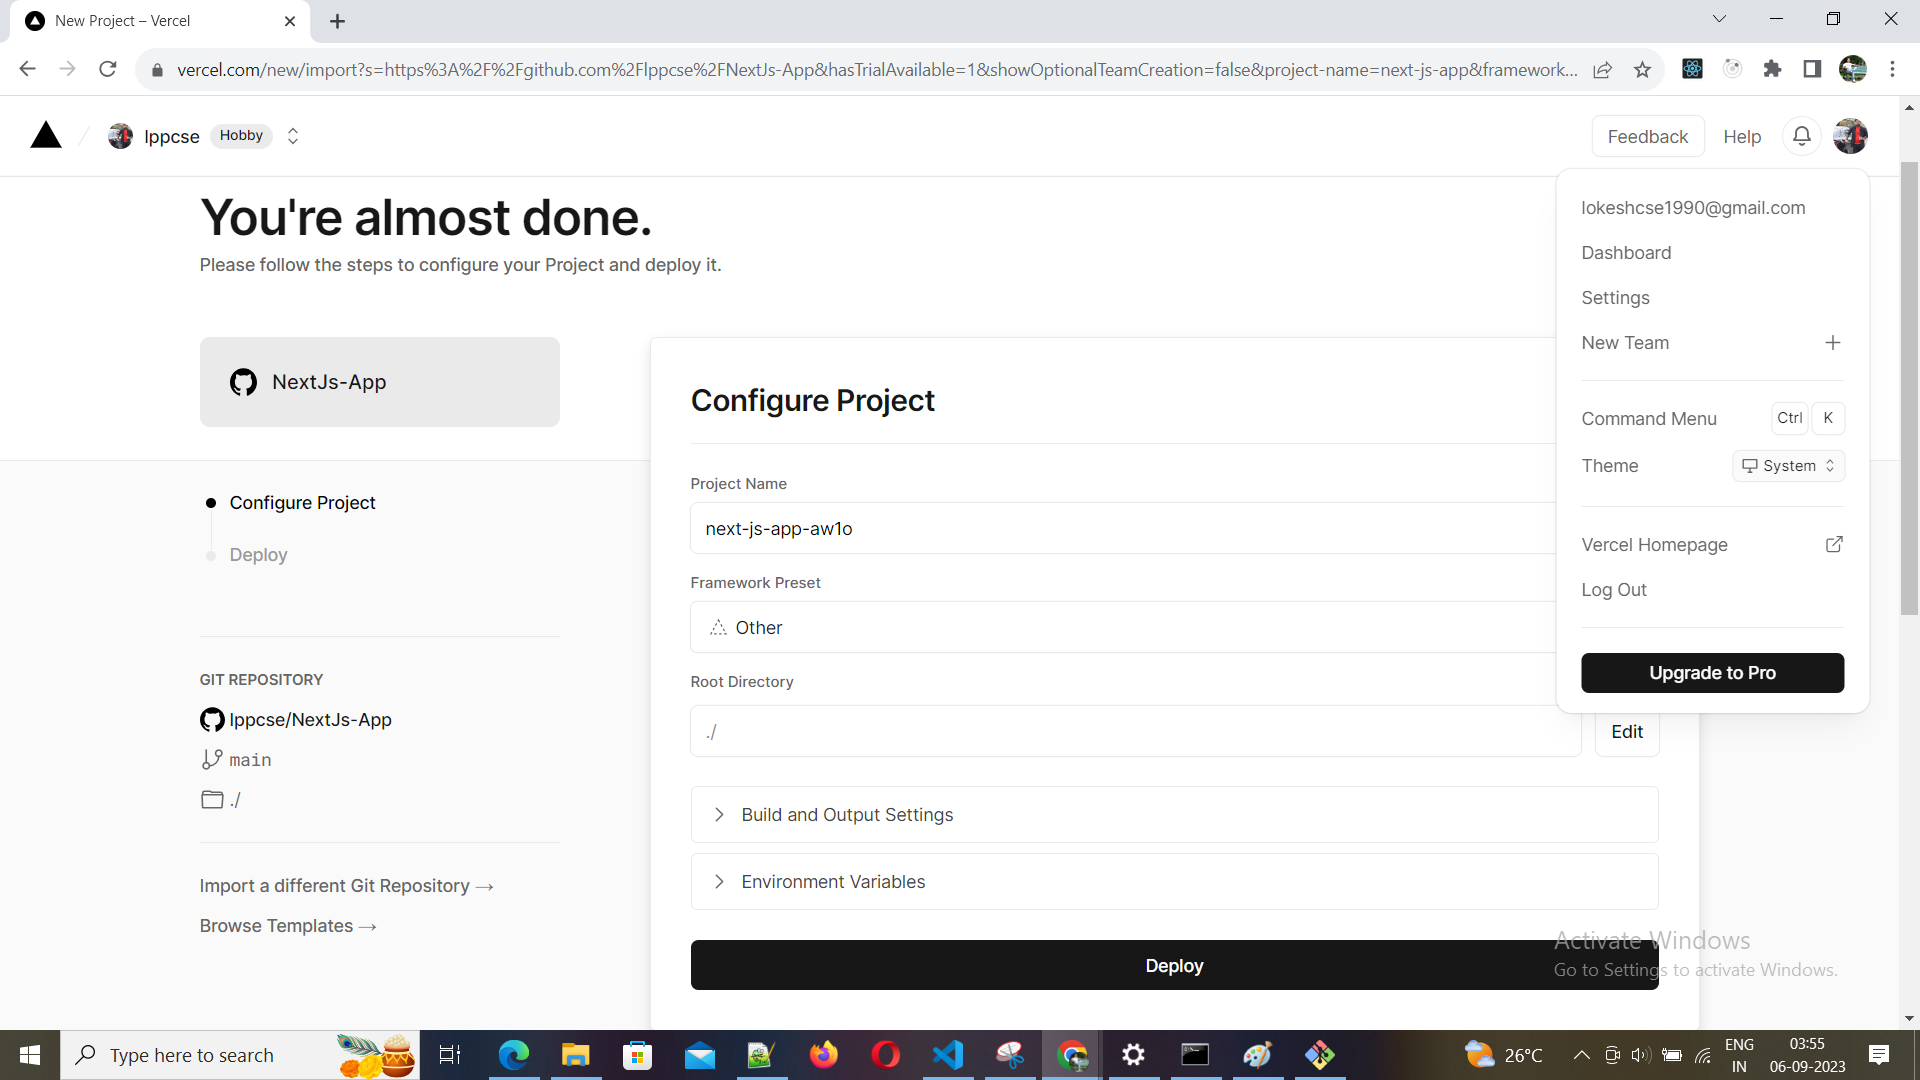 New Project – Vercel
vercel.com/new/import?s=https%3A%2F%2Fgithub.com%2Flppcse%2FNextJs-App&hasTrialAvailable=1&showOptionalTeamCreation=false&project-name=next-js-app&framework...
lppcse Hobby
Feedback Help
You're almost done.
Please follow the steps to configure your Project and deploy it.
NextJs-App
Configure Project
Deploy
GIT REPOSITORY
lppcse/NextJs-App
main
./
Import a different Git Repository →
Browse Templates →
Configure Project
Project Name
next-js-app-aw1o
Framework Preset
Other
Root Directory
./
Edit
Build and Output Settings
Environment Variables
Deploy
lokeshcse1990@gmail.com
Dashboard
Settings
New Team
Command Menu Ctrl K
Theme System
Vercel Homepage
Log Out
Upgrade to Pro
Activate Windows
Go to Settings to activate Windows.
Type here to search
26°C
ENG
IN
03:55
06-09-2023